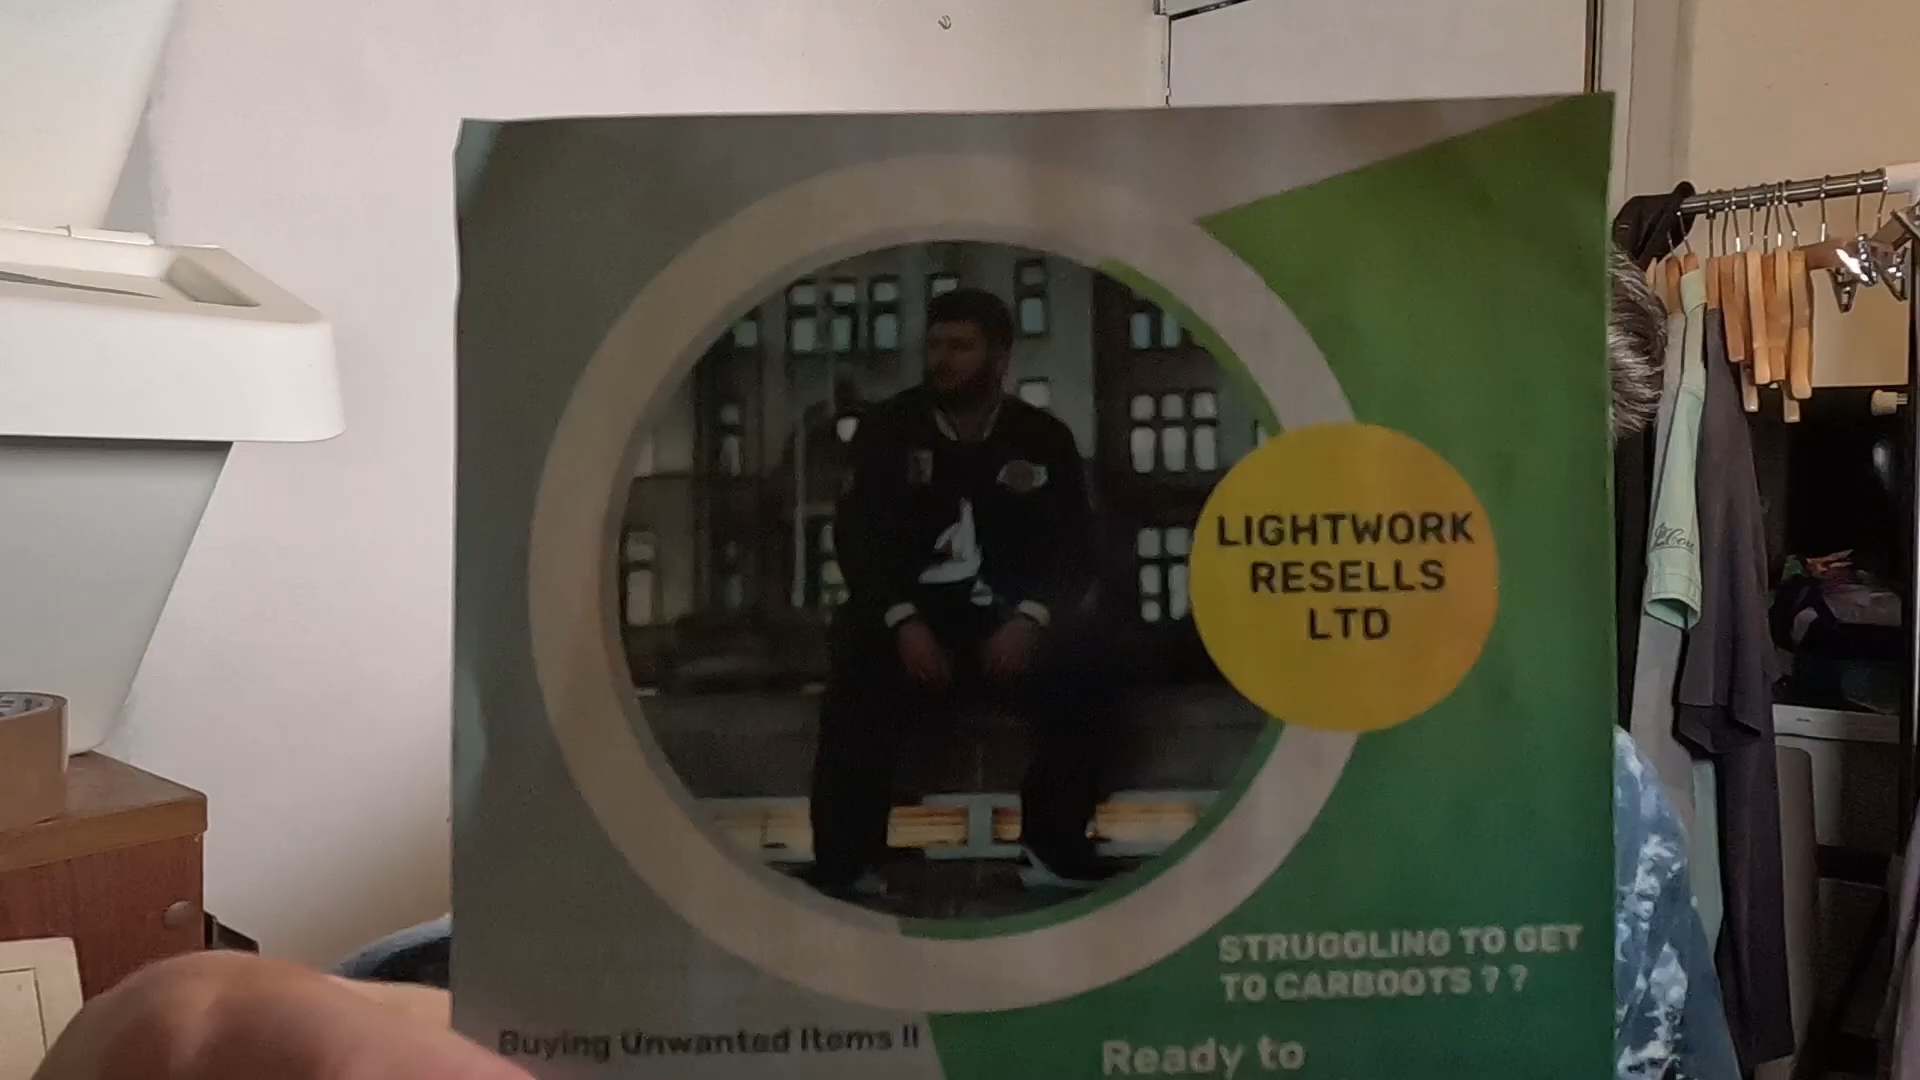 LIGHTWORK
RESELLS
LTD
STRUGGLING TO GET
TO CARBOOTS ? ?
Buying Unwanted Items !!
Ready to